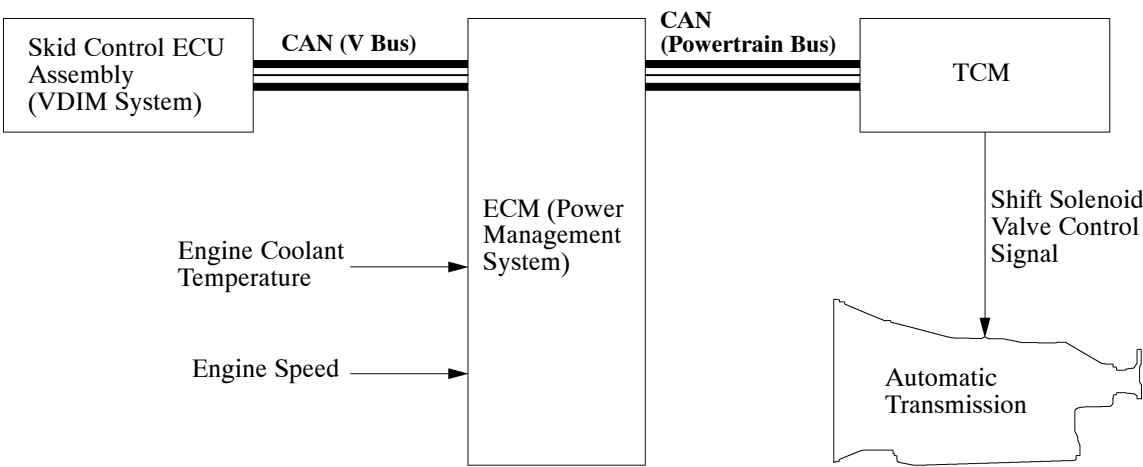 Skid Control ECU
Assembly
(VDIM System)
CAN (V Bus)
CAN
(Powertrain Bus)
TCM
ECM (Power
Management
System)
Engine Coolant
Temperature
Engine Speed
Shift Solenoid
Valve Control
Signal
Automatic
Transmission